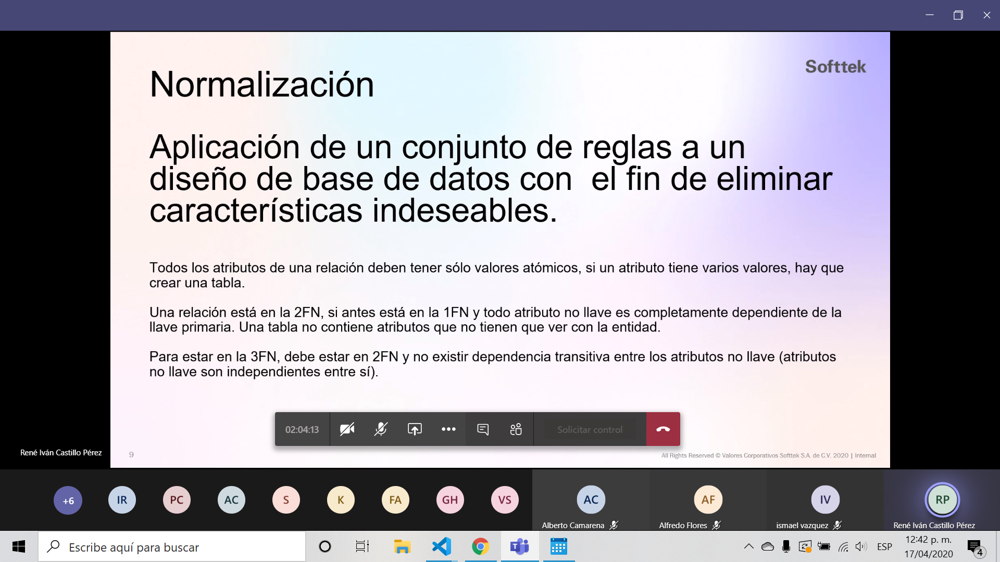 Softtek
Normalización
Aplicación de un conjunto de reglas a un
diseño de base de datos con  el fin de eliminar
características indeseables.
Todos los atributos de una relación deben tener sólo valores atómicos, si un atributo tiene varios valores, hay que
crear una tabla.
Una relación está en la 2FN, si antes está en la 1FN y todo atributo no llave es completamente dependiente de la
llave primaria. Una tabla no contiene atributos que no tienen que ver con la entidad.
Para estar en la 3FN, debe estar en 2FN y no existir dependencia transitiva entre los atributos no llave (atributos
no llave son independientes entre sí).
02:04:13
Solicitar control
René Iván Castillo Pérez
9
All Rights Reserved © Valores Corporativos Softtek S.A. de C.V. 2020 | Internal
+6
IR
PC
AC
S
K
FA
GH
VS
AC
AF
IV
RP
Alberto Camarena
Alfredo Flores
ismael vazquez
René Iván Castillo Pérez
Escribe aquí para buscar
ESP
12:42 p. m.
17/04/2020
4